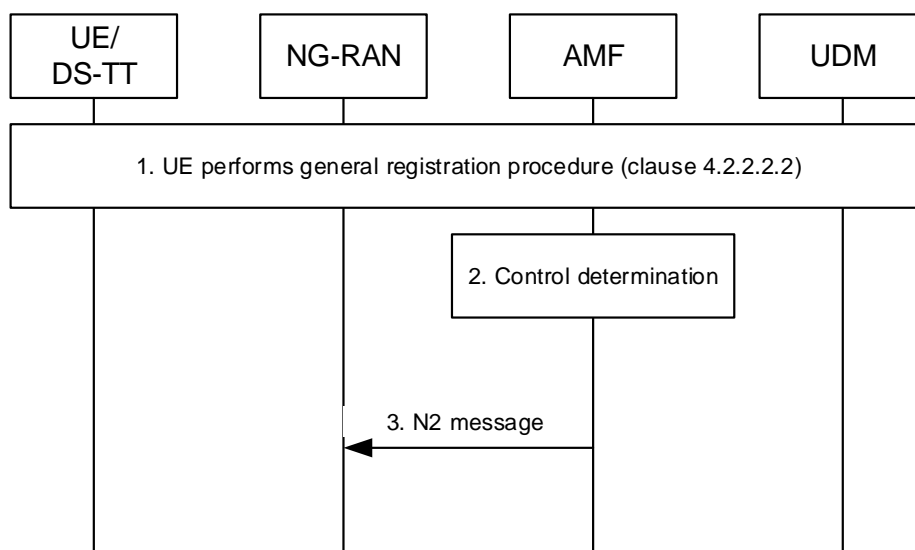 UE/
DS-TT
NG-RAN
AMF
UDM
1. UE performs general registration procedure (clause 4.2.2.2.2)
2. Control determination
3. N2 message